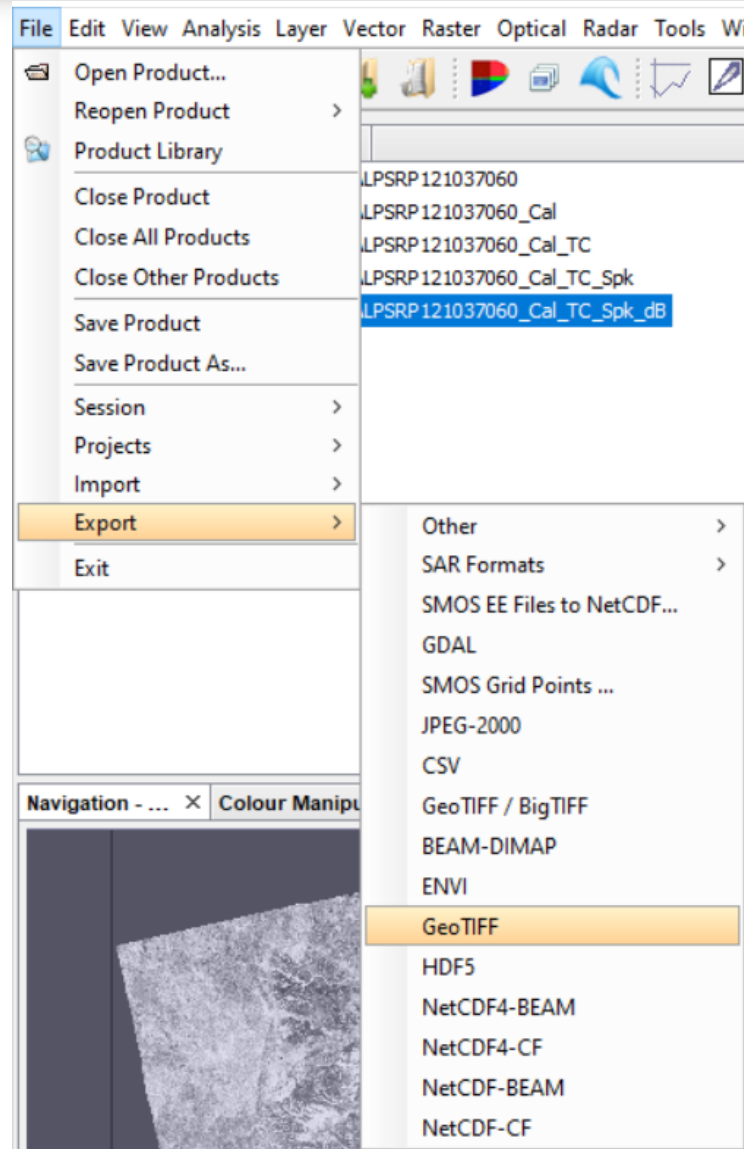 File Edit View Analysis Layer Vector Raster Optical Radar Tools
Open Product...
Reopen Product >
Product Library
Close Product
Close All Products
Close Other Products
Save Product
Save Product As...
Session >
Projects >
Import >
Export >
Exit
LPSRP121037060
LPSRP121037060_Cal
LPSRP121037060_Cal_TC
LPSRP121037060_Cal_TC_Spk
LPSRP121037060_Cal_TC_Spk_dB
Other >
SAR Formats >
SMOS EE Files to NetCDF...
GDAL
SMOS Grid Points ...
JPEG-2000
CSV
GeoTIFF / BigTIFF
BEAM-DIMAP
ENVI
GeoTIFF
HDF5
NetCDF4-BEAM
NetCDF4-CF
NetCDF-BEAM
NetCDF-CF
Navigation - ... × Colour Manipu